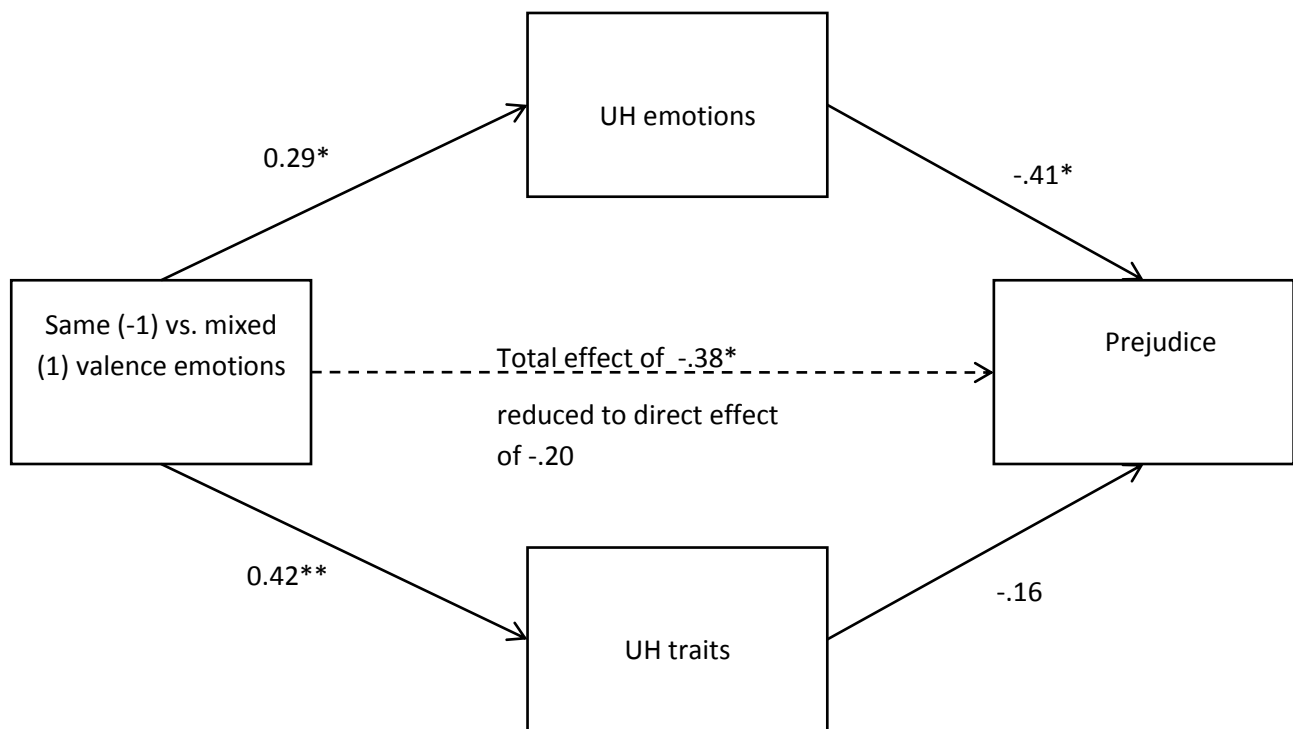 UH emotions
0.29*
-.41*
Same (-1) vs. mixed
(1) valence emotions
Total effect of -.38*
reduced to direct effect
of -.20
Prejudice
0.42**
-.16
UH traits